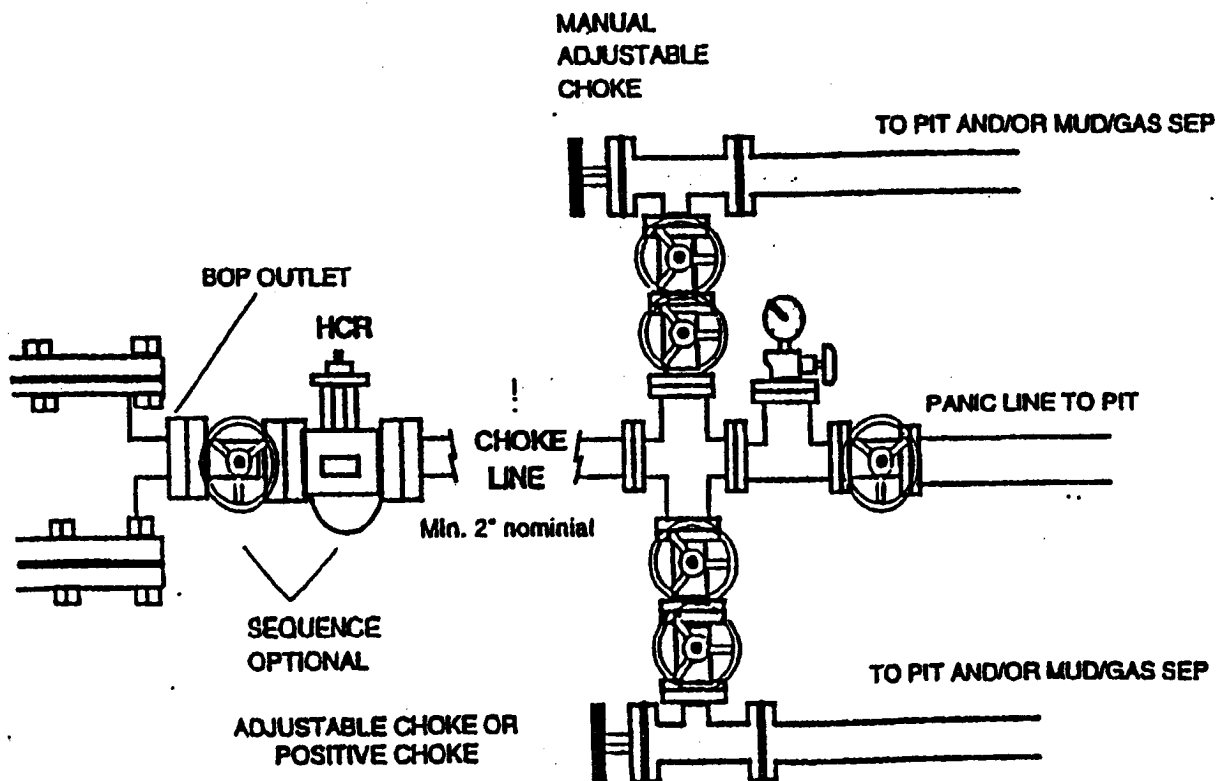 MANUAL
ADJUSTABLE
CHOKE
TO PIT AND/OR MUD/GAS SEP
BOP OUTLET
HCR
PANIC LINE TO PIT
CHOKE
LINE
Min. 2" nominial
SEQUENCE
OPTIONAL
TO PIT AND/OR MUD/GAS SEP
ADJUSTABLE CHOKE OR
POSITIVE CHOKE